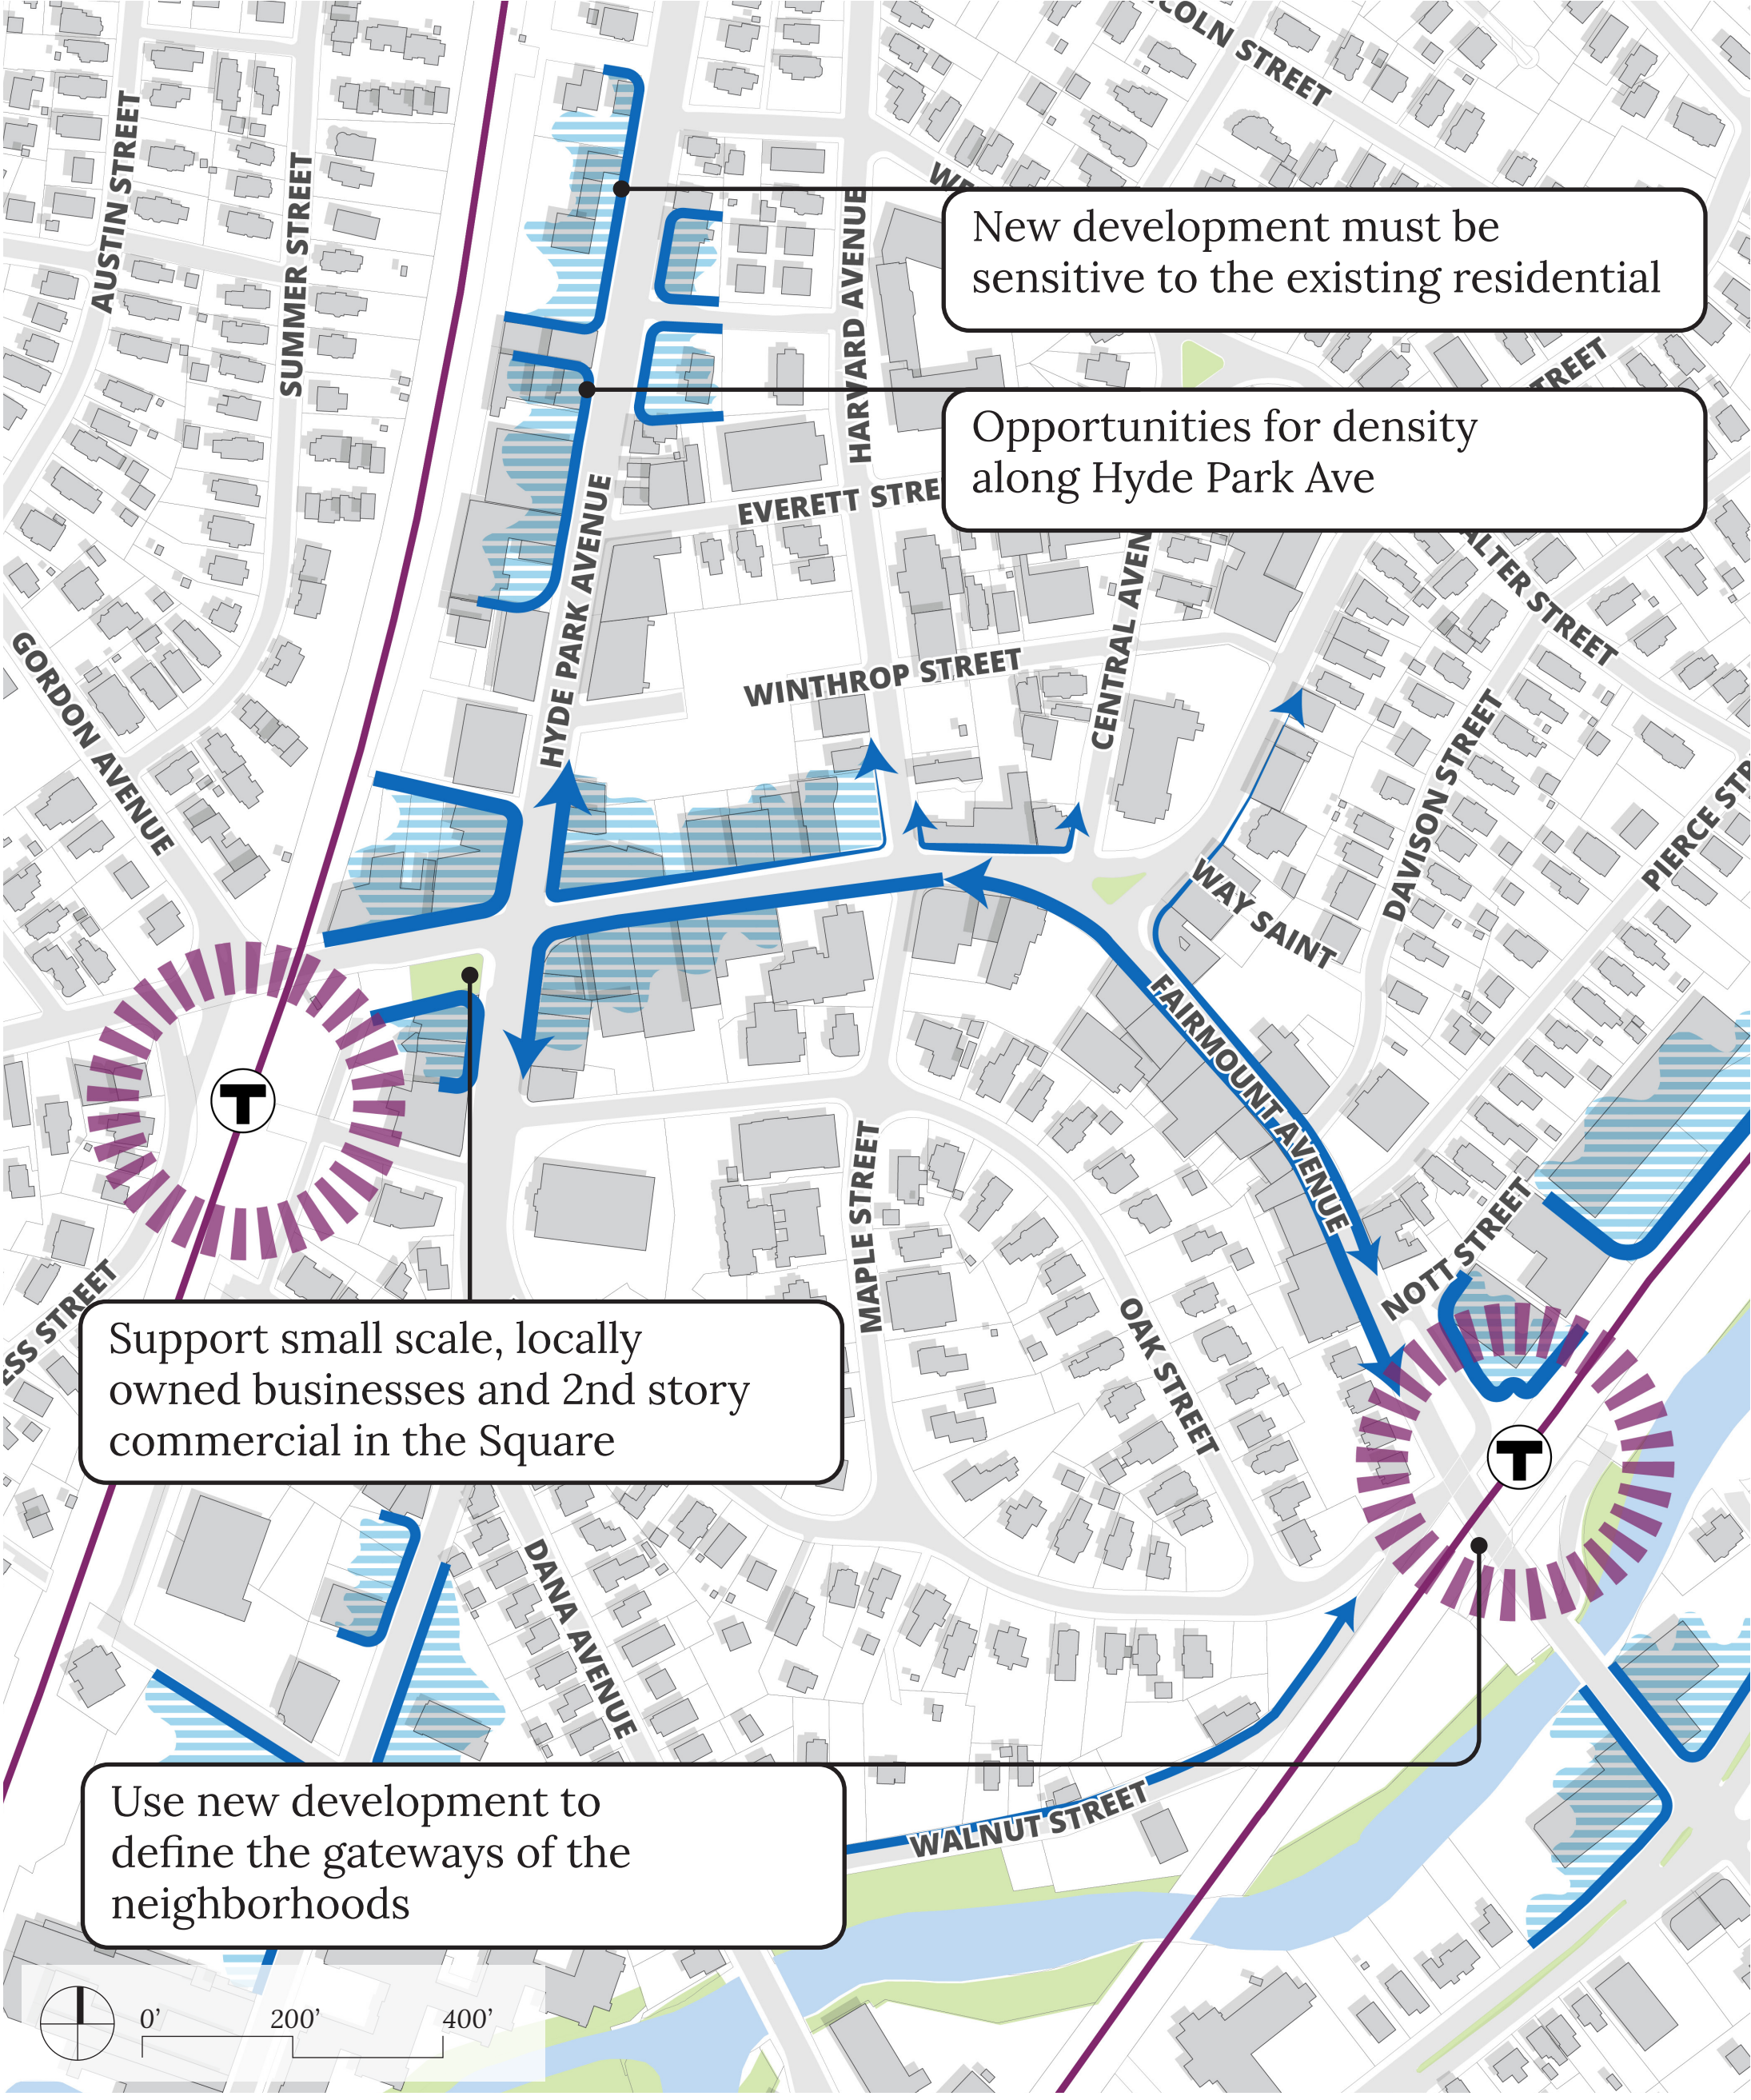 COLN STREET
AUSTIN STREET
SUMMER STREET
HARVARD AVENUE
New development must be
sensitive to the existing residential
STREET
Opportunities for density
along Hyde Park Ave
EVERETT STRE
HYDE PARK AVENUE
CENTRAL AVEN
ALTER STREET
GORDON AVENUE
WINTHROP STREET
DAVISON STREET
PIERCE STR
WAY SAINT
FAIRMOUNT AVENUE
T
MAPLE STREET
NOTT STREET
OAK STREET
ESS STREET
Support small scale, locally
owned businesses and 2nd story
commercial in the Square
T
DANA AVENUE
Use new development to
define the gateways of the
neighborhoods
WALNUT STREET
0’ 200’ 400’